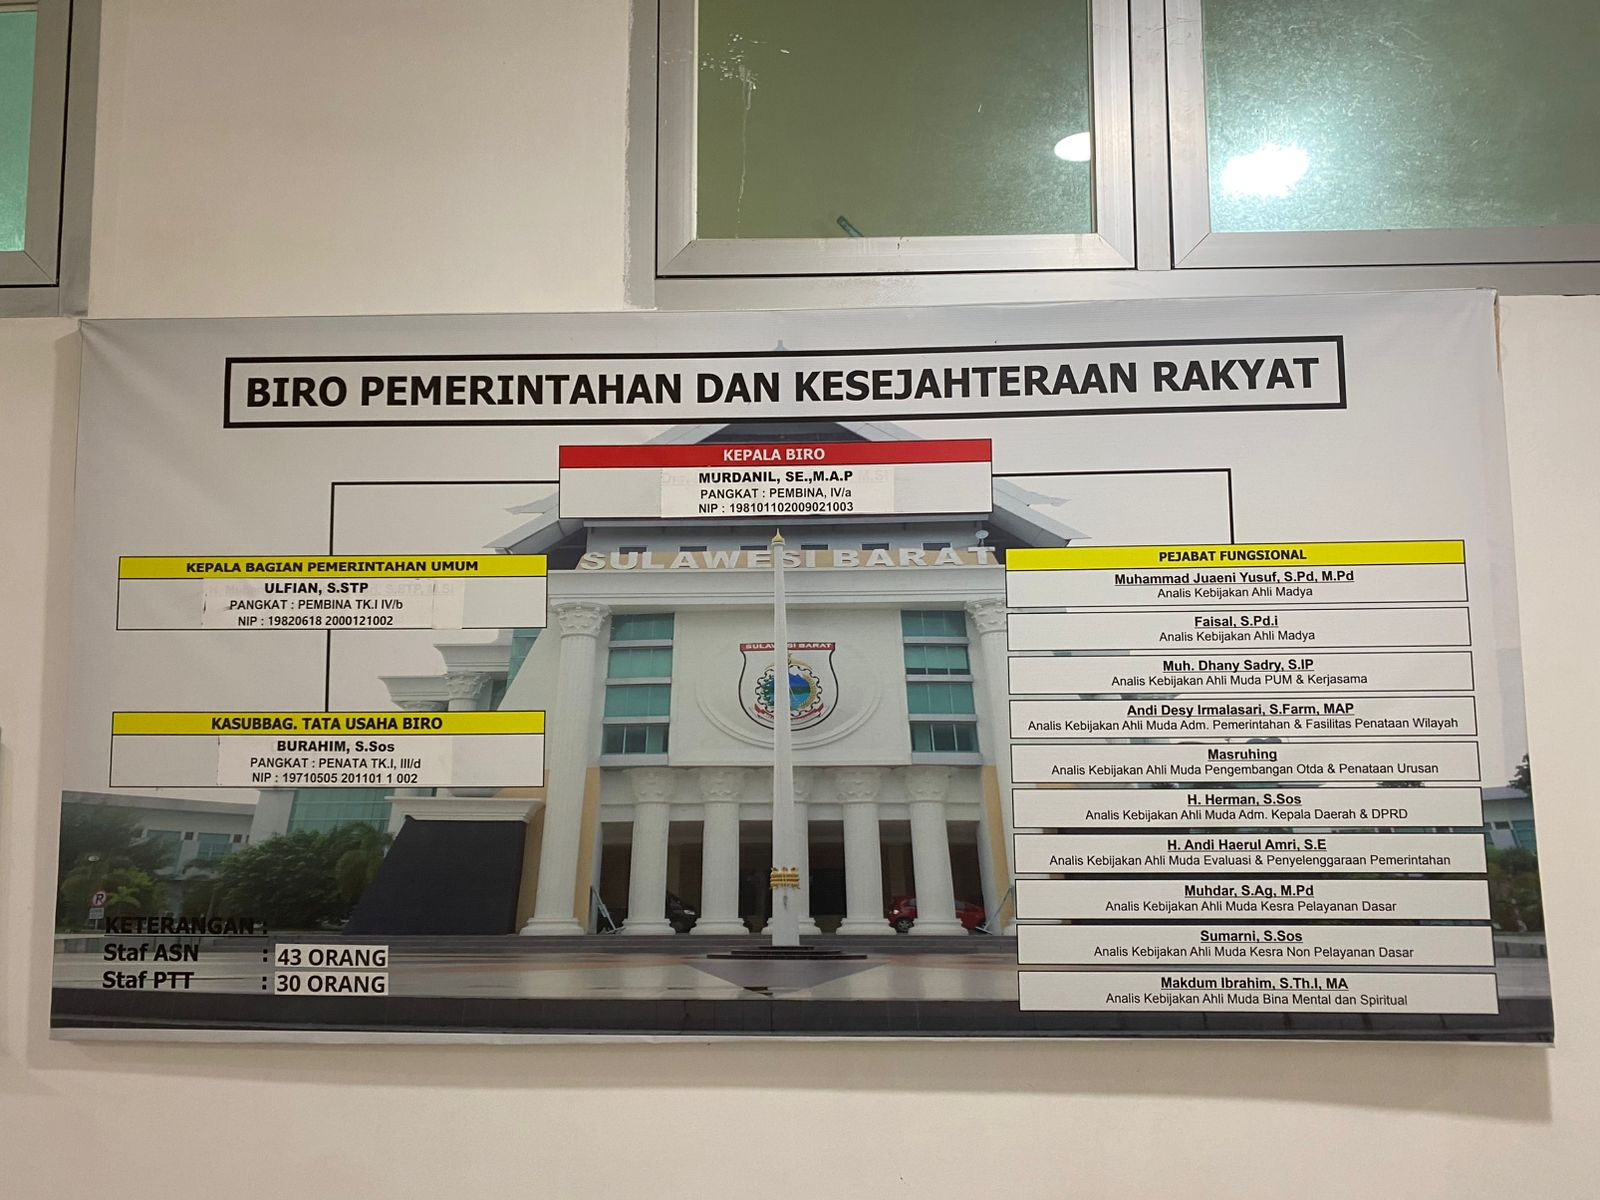 BIRO PEMERINTAHAN DAN KESEJAHTERAAN RAKYAT
KEPALA BIRO
MURDANIL, SE.,M.A.P
PANGKAT : PEMBINA, IV/a
NIP : 198101102009021003
KEPALA BAGIAN PEMERINTAHAN UMUM
ULFIAN, S.STP
PANGKAT : PEMBINA TK.I IV/b
NIP : 19820618 2000121002
KASUBBAG. TATA USAHA BIRO
BURAHIM, S.Sos
PANGKAT : PENATA TK.I, III/d
NIP : 19710505 201101 1 002
SULAWESI BARAT
SULAWESI BARAT
PEJABAT FUNGSIONAL
Muhammad Juaeni Yusuf, S.Pd, M.Pd
Analis Kebijakan Ahli Madya
Faisal, S.Pd.i
Analis Kebijakan Ahli Madya
Muh. Dhany Sadry, S.IP
Analis Kebijakan Ahli Muda PUM & Kerjasama
Andi Desy Irmalasari, S.Farm, MAP
Analis Kebijakan Ahli Muda Adm. Pemerintahan & Fasilitas Penataan Wilayah
Masruhing
Analis Kebijakan Ahli Muda Pengembangan Otda & Penataan Urusan
H. Herman, S.Sos
Analis Kebijakan Ahli Muda Adm. Kepala Daerah & DPRD
H. Andi Haerul Amri, S.E
Analis Kebijakan Ahli Muda Evaluasi & Penyelenggaraan Pemerintahan
Muhdar, S.Ag, M.Pd
Analis Kebijakan Ahli Muda Kesra Pelayanan Dasar
Sumarni, S.Sos
Analis Kebijakan Ahli Muda Kesra Non Pelayanan Dasar
Makdum Ibrahim, S.Th.I, MA
Analis Kebijakan Ahli Muda Bina Mental dan Spiritual
KETERANGAN :
Staf ASN : 43 ORANG
Staf PTT : 30 ORANG